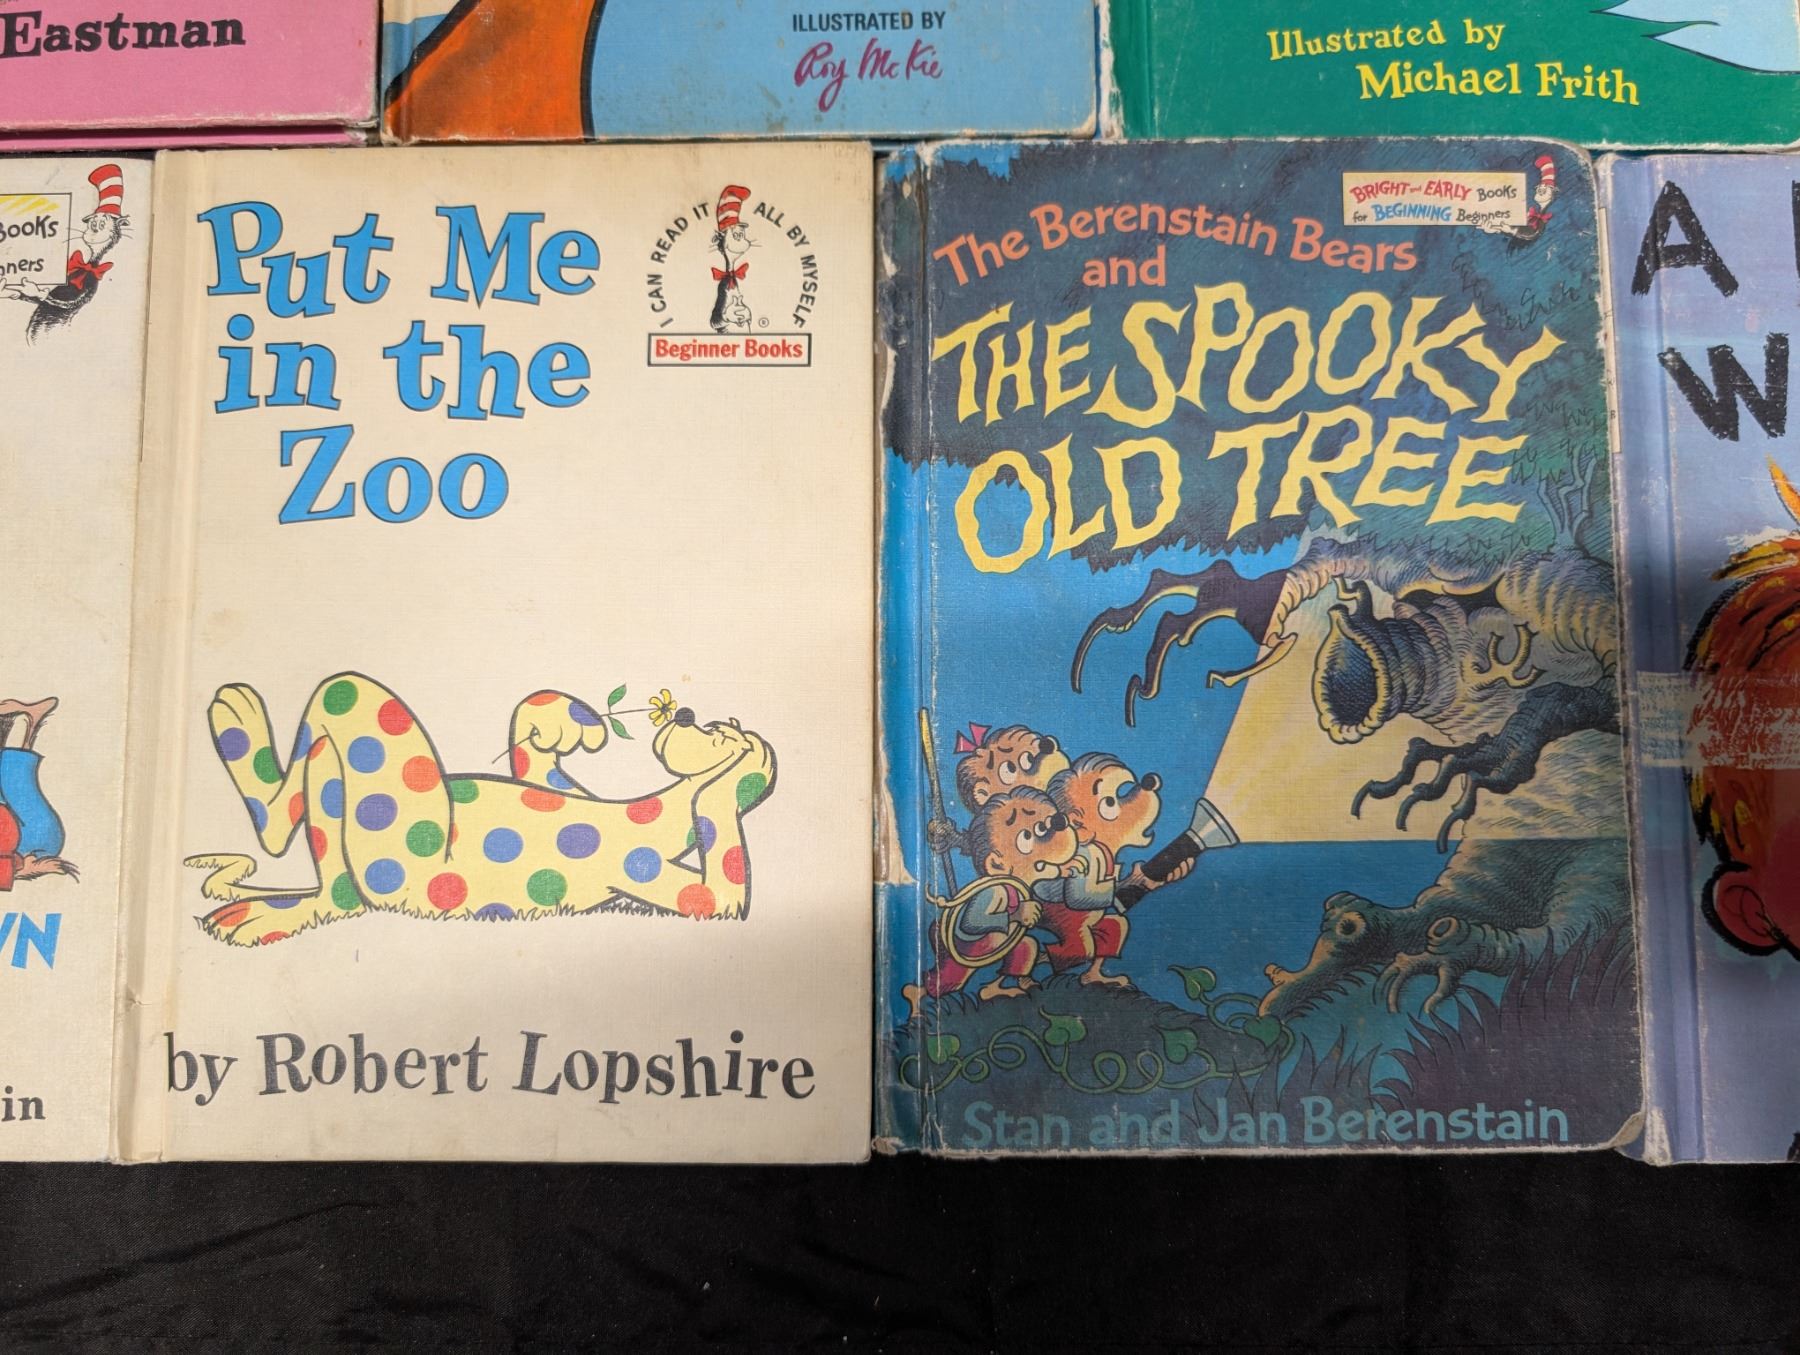 Eastman
ILLUSTRATED BY
Roy McKie
Illustrated by
Michael Frith
Books
WN
in
Put Me
in the
Zoo
I CAN READ IT ALL BY MYSELF
®
Beginner Books
by Robert Lopshire
BRIGHT and EARLY Books
for BEGINNING Beginners
The Berenstain Bears
and
THE SPOOKY
OLD TREE
Stan and Jan Berenstain
A
W